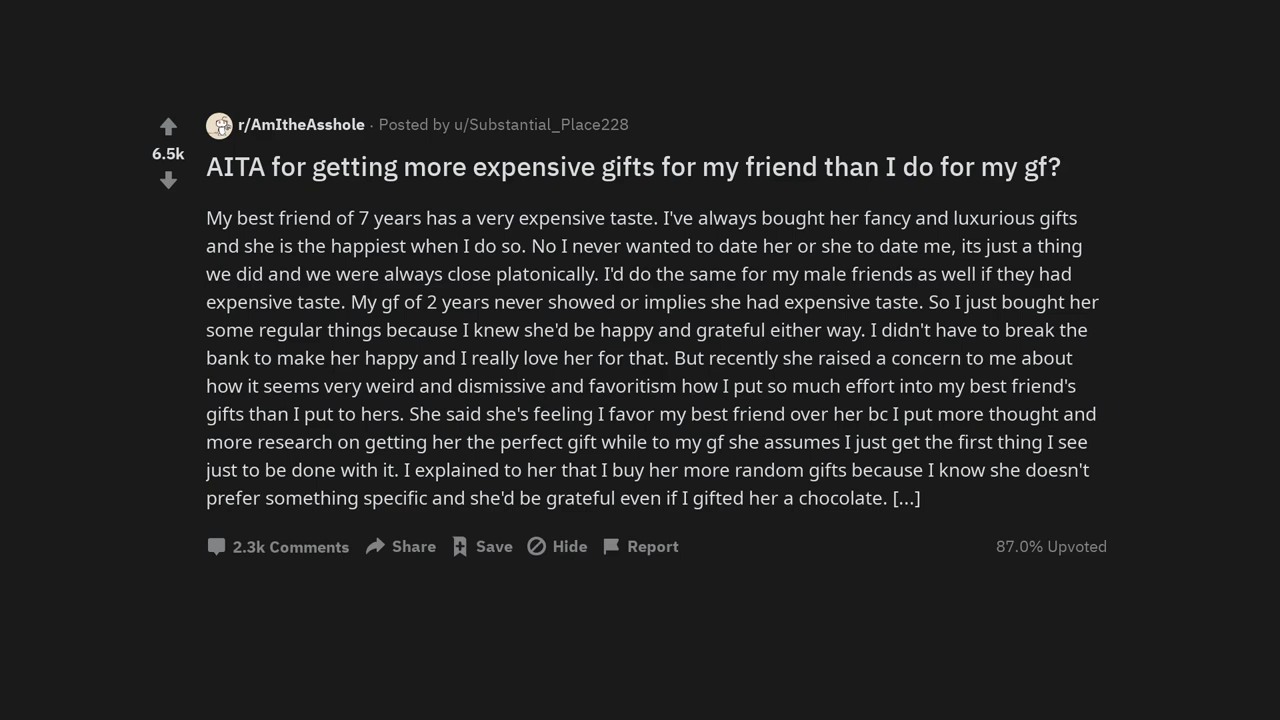 r/AmItheAsshole · Posted by u/Substantial_Place228
6.5k
AITA for getting more expensive gifts for my friend than I do for my gf?
My best friend of 7 years has a very expensive taste. I've always bought her fancy and luxurious gifts
and she is the happiest when I do so. No I never wanted to date her or she to date me, its just a thing
we did and we were always close platonically. I'd do the same for my male friends as well if they had
expensive taste. My gf of 2 years never showed or implies she had expensive taste. So I just bought her
some regular things because I knew she'd be happy and grateful either way. I didn't have to break the
bank to make her happy and I really love her for that. But recently she raised a concern to me about
how it seems very weird and dismissive and favoritism how I put so much effort into my best friend's
gifts than I put to hers. She said she's feeling I favor my best friend over her bc I put more thought and
more research on getting her the perfect gift while to my gf she assumes I just get the first thing I see
just to be done with it. I explained to her that I buy her more random gifts because I know she doesn't
prefer something specific and she'd be grateful even if I gifted her a chocolate. [...]
2.3k Comments Share Save Hide Report 87.0% Upvoted